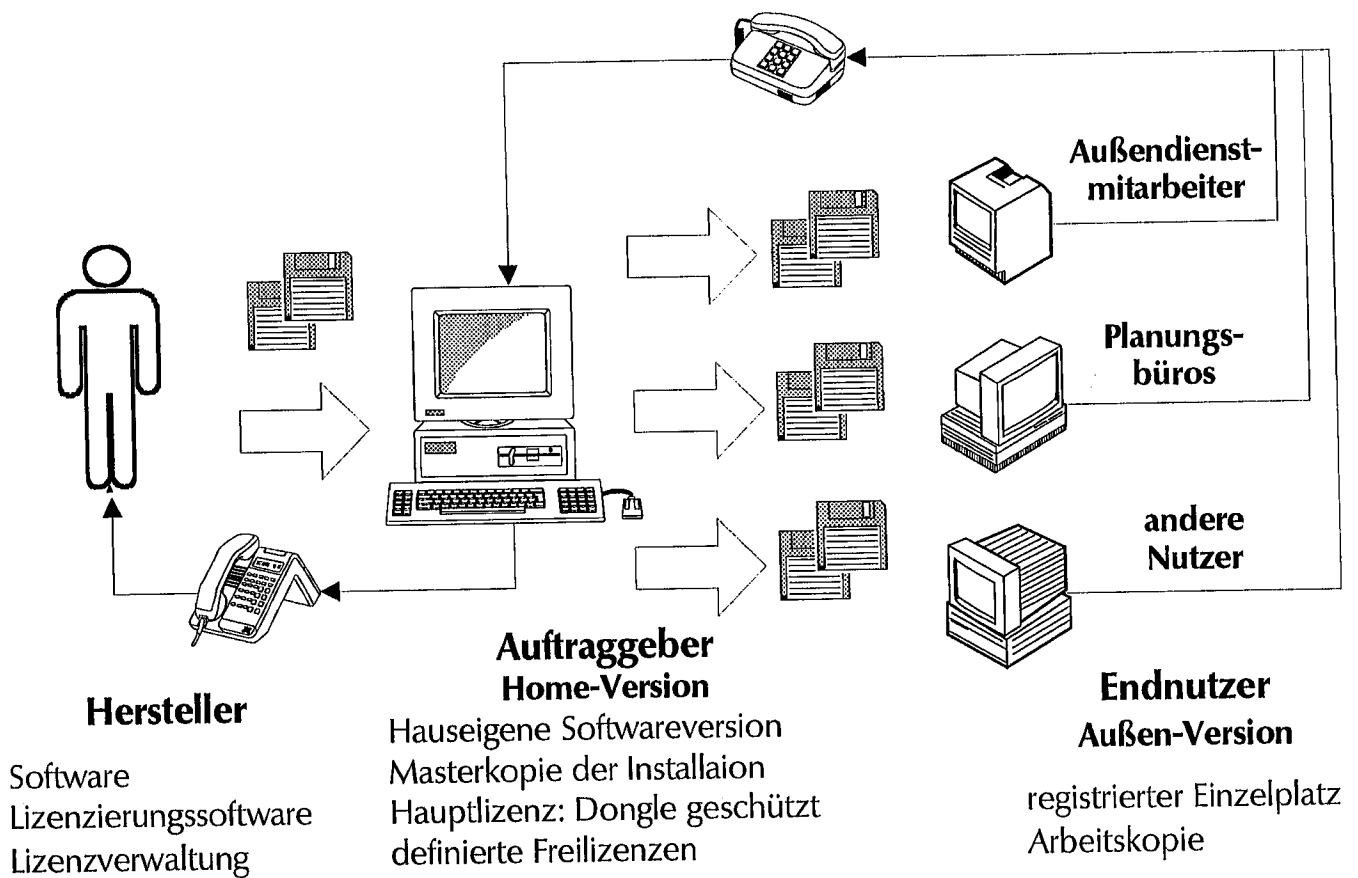 Außendienst-
mitarbeiter
Planungs-
büros
andere
Nutzer
Hersteller
Software
Lizenzierungssoftware
Lizenzverwaltung
Auftraggeber
Home-Version
Hauseigene Softwareversion
Masterkopie der Installaion
Hauptlizenz: Dongle geschützt
definierte Freilizenzen
Endnutzer
Außen-Version
registrierter Einzelplatz
Arbeitskopie